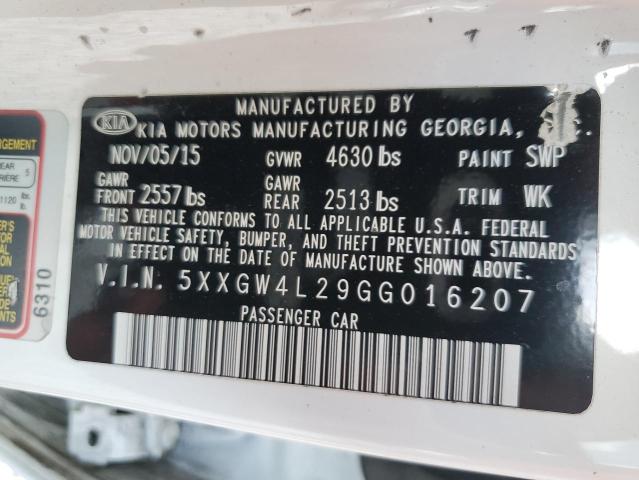 MANUFACTURED BY
KIA KIA MOTORS MANUFACTURING GEORGIA,
NOV/05/15 GVWR 4630 lbs PAINT SWP
GAWR FRONT 2557 lbs GAWR REAR 2513 lbs TRIM WK
THIS VEHICLE CONFORMS TO ALL APPLICABLE U.S.A. FEDERAL
MOTOR VEHICLE SAFETY, BUMPER, AND THEFT PREVENTION STANDARDS
IN EFFECT ON THE DATE OF MANUFACTURE SHOWN ABOVE.
V.I.N. 5XXGW4L29GG016207
PASSENGER CAR
6310